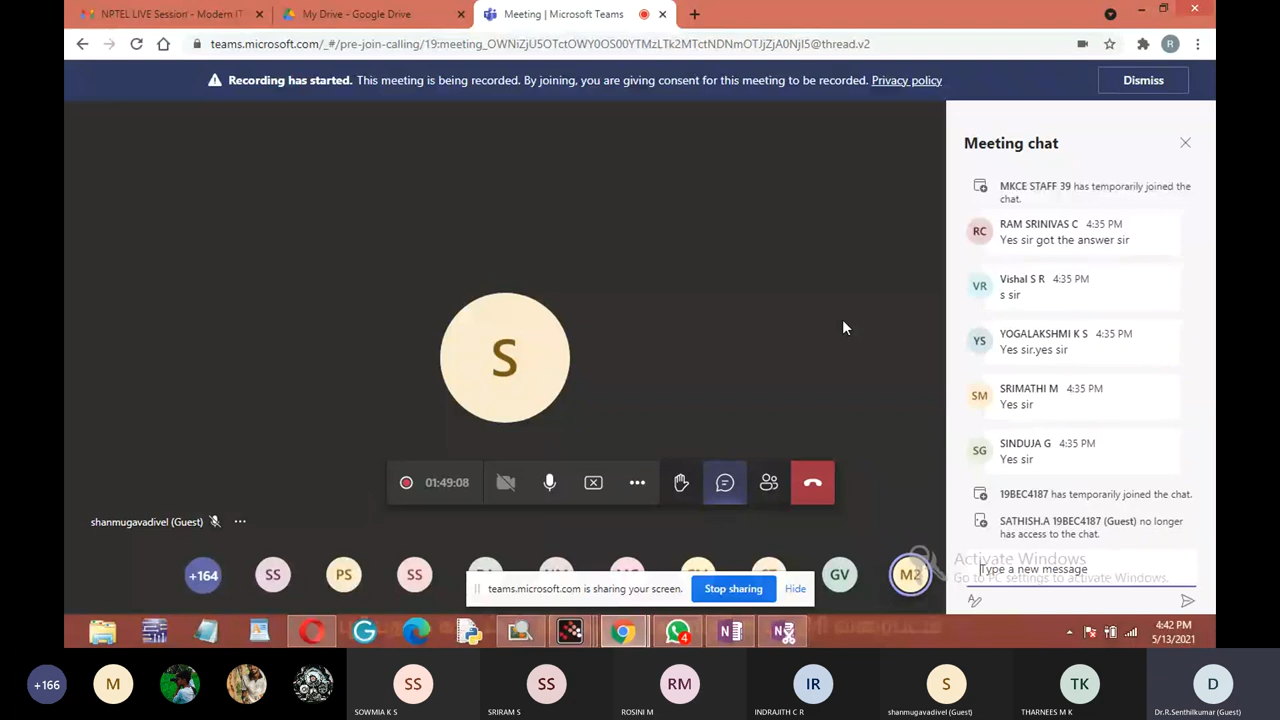 NPTEL LIVE Session - Modern IT
My Drive - Google Drive
Meeting | Microsoft Teams
teams.microsoft.com/_#/pre-join-calling/19:meeting_OWNiZjU5OTctOWY0OS00YTMzLTk2MTctNDNmOTJjZjA0NjI5@thread.v2
R
Recording has started. This meeting is being recorded. By joining, you are giving consent for this meeting to be recorded. Privacy policy
Dismiss
Meeting chat
MKCE STAFF 39 has temporarily joined the
chat.
RC
RAM SRINIVAS C 4:35 PM
Yes sir got the answer sir
VR
Vishal S R 4:35 PM
s sir
YS
YOGALAKSHMI K S 4:35 PM
Yes sir.yes sir
SM
SRIMATHI M 4:35 PM
Yes sir
SG
SINDUJA G 4:35 PM
Yes sir
19BEC4187 has temporarily joined the chat.
SATHISH.A 19BEC4187 (Guest) no longer
has access to the chat.
Type a new message
Activate Windows
Go to PC settings to activate Windows.
S
01:49:08
shanmugavadivel (Guest)
+164
SS
PS
SS
GV
M2
teams.microsoft.com is sharing your screen.
Stop sharing
Hide
4
4:42 PM
5/13/2021
+166
M
SS
SOWMIA K S
SS
SRIRAM S
RM
ROSINI M
IR
INDRAJITH C R
S
shanmugavadivel (Guest)
TK
THARNEES M K
D
Dr.R.Senthilkumar (Guest)